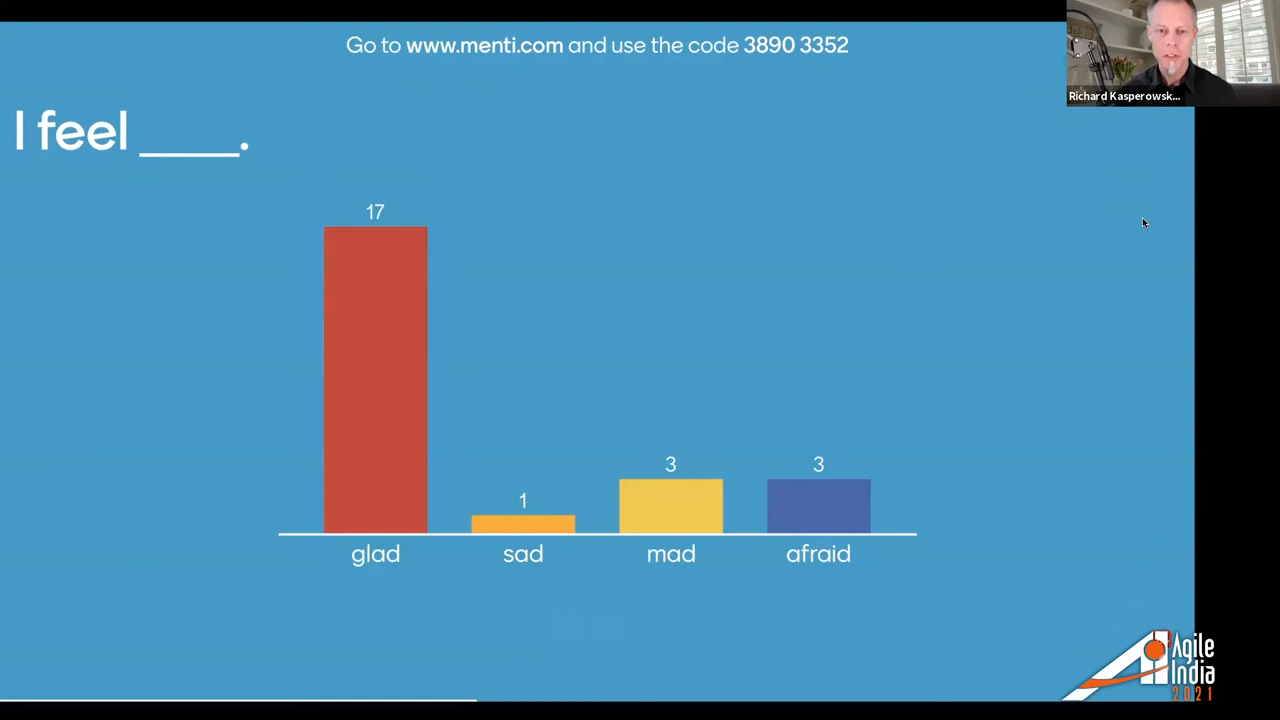 Go to www.menti.com and use the code 3890 3352
Richard Kasperowsk...
I feel ____.
17
1
3
3
glad
sad
mad
afraid
Agile
India
2021